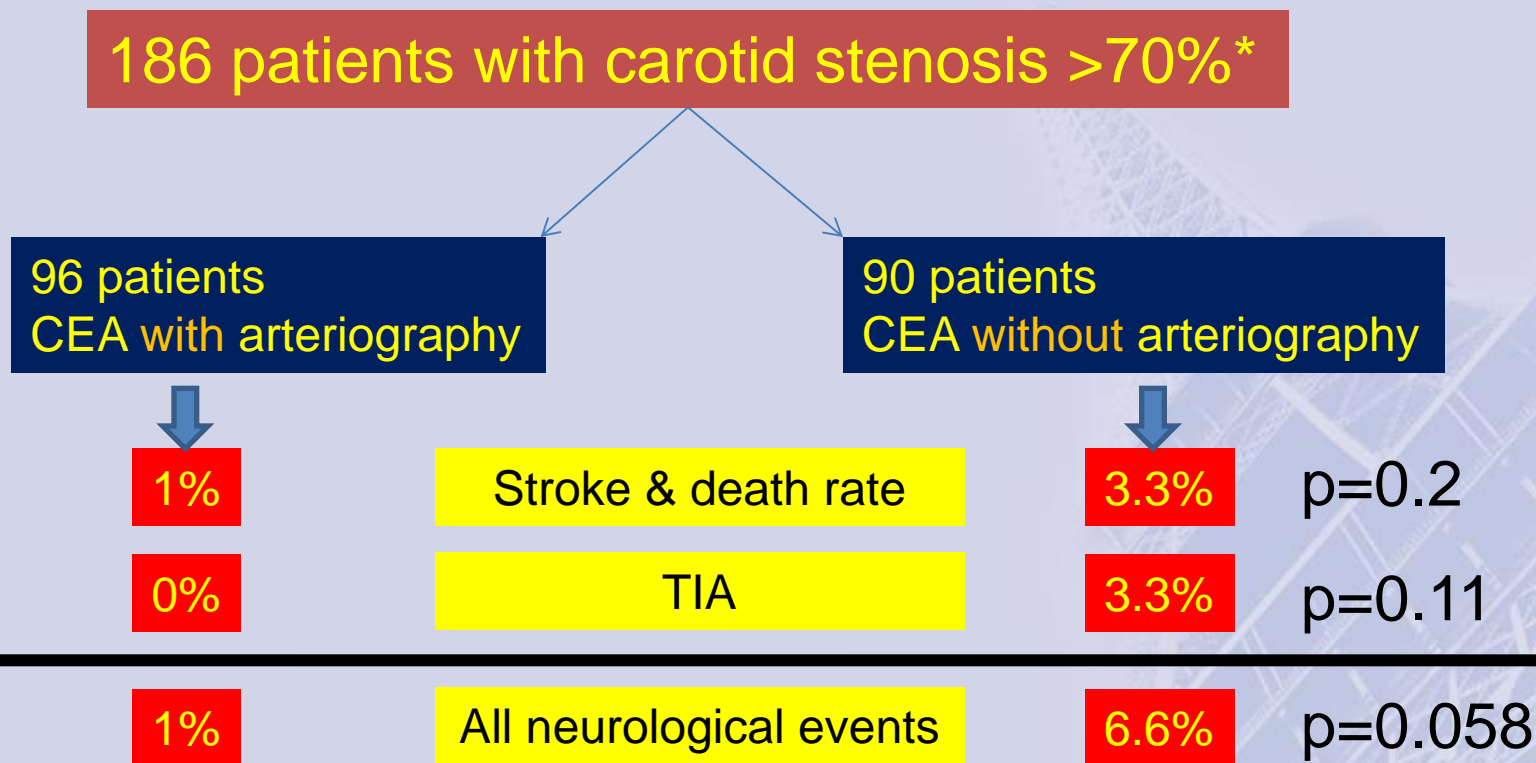 186 patients with carotid stenosis >70%*
96 patients
CEA with arteriography
90 patients
CEA without arteriography
1% Stroke & death rate 3.3% p=0.2
0% TIA 3.3% p=0.11
1% All neurological events 6.6% p=0.058